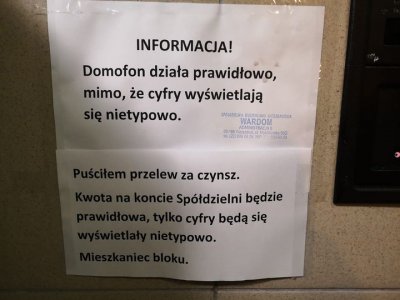 INFORMACJA!
Domofon działa prawidłowo,
mimo, że cyfry wyświetlają
się nietypowo.
WARDOM
Puściłem przelew za czynsz.
Kwota na koncie Spółdzielni będzie
prawidłowa, tylko cyfry będą się
wyświetlały nietypowo.
Mieszkaniec bloku.